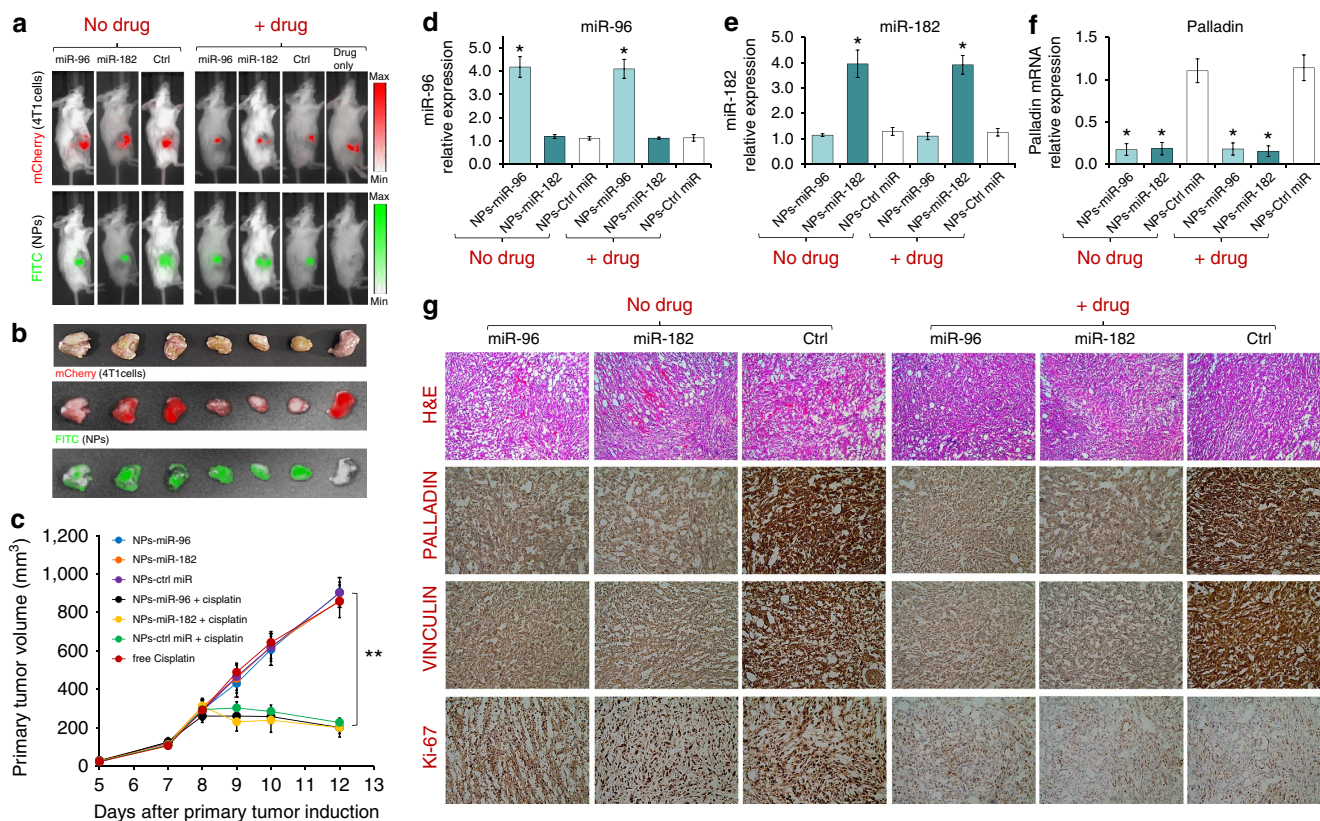 a
No drug
+ drug
miR-96 miR-182 Ctrl
miR-96 miR-182 Ctrl Drug only
mCherry (4T1cells)
Max
Min
FITC (NPs)
Max
Min
b
mCherry (4T1cells)
FITC (NPs)
c
Primary tumor volume (mm³)
1,200
1,000
800
600
400
200
0
5 7 8 9 10 12 13
Days after primary tumor induction
NPs-miR-96
NPs-miR-182
NPs-ctrl miR
NPs-miR-96 + cisplatin
NPs-miR-182 + cisplatin
NPs-ctrl miR + cisplatin
free Cisplatin
**
d
miR-96
miR-96
relative expression
5.0
4.0
3.0
2.0
1.0
0.0
* *
NPs-miR-96
NPs-miR-182
NPs-Ctrl miR
NPs-miR-96
NPs-miR-182
NPs-Ctrl miR
No drug + drug
e
miR-182
miR-182
relative expression
5.0
4.0
3.0
2.0
1.0
0.0
* *
NPs-miR-96
NPs-miR-182
NPs-Ctrl miR
NPs-miR-96
NPs-miR-182
NPs-Ctrl miR
No drug + drug
f
Palladin
Palladin mRNA
relative expression
1.5
1.0
0.5
0.0
* * * *
NPs-miR-96
NPs-miR-182
NPs-Ctrl miR
NPs-miR-96
NPs-miR-182
NPs-Ctrl miR
No drug + drug
g
No drug
+ drug
miR-96 miR-182 Ctrl miR-96 miR-182 Ctrl
H&E
PALLADIN
VINCULIN
Ki-67